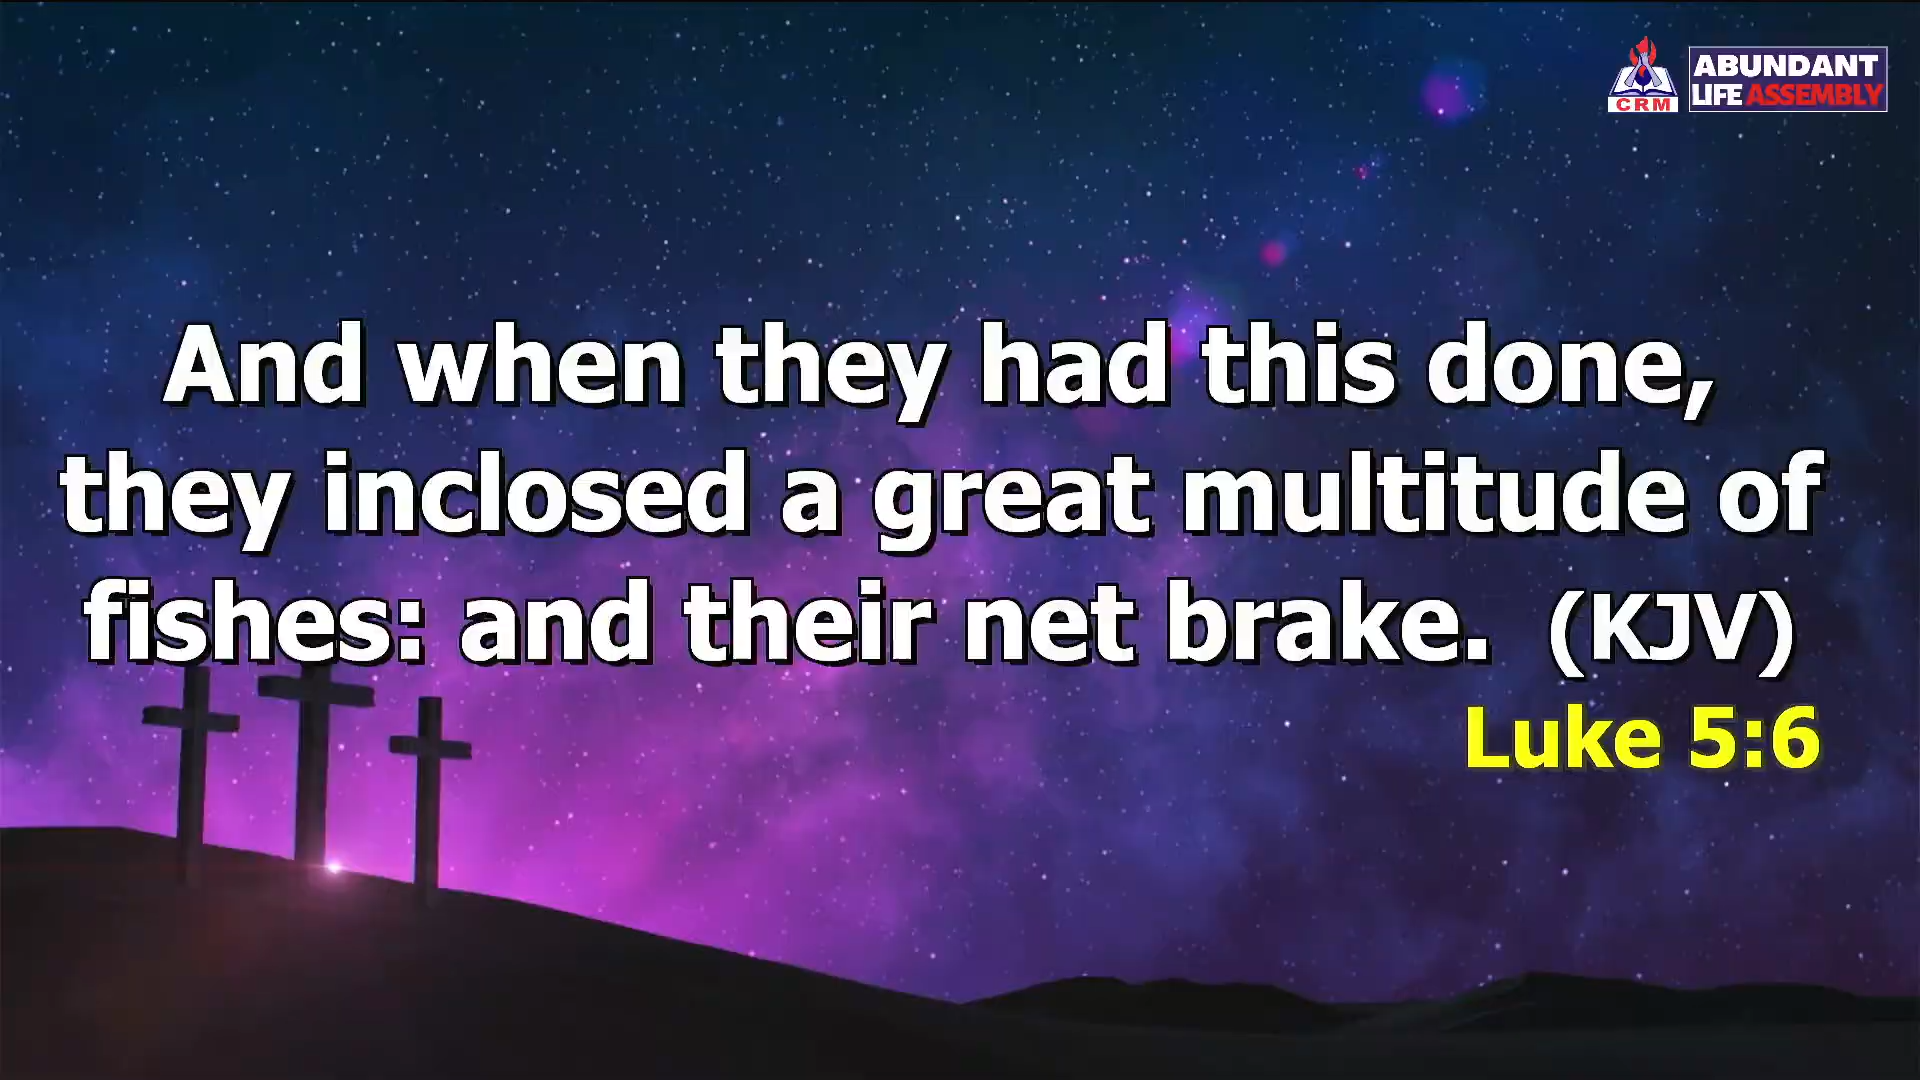 CRM
ABUNDANT
LIFE ASSEMBLY
And when they had this done,
they inclosed a great multitude of
fishes: and their net brake. (KJV)
Luke 5:6